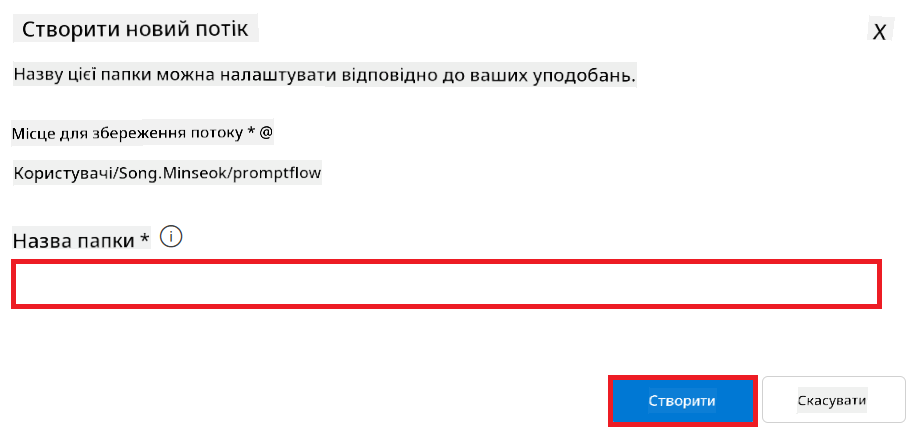 Створити новий потік
X
Назву цієї папки можна налаштувати відповідно до ваших уподобань.
Місце для збереження потоку * @
Користувачі/Song.Minseok/promptflow
Назва папки * i
Створити
Скасувати